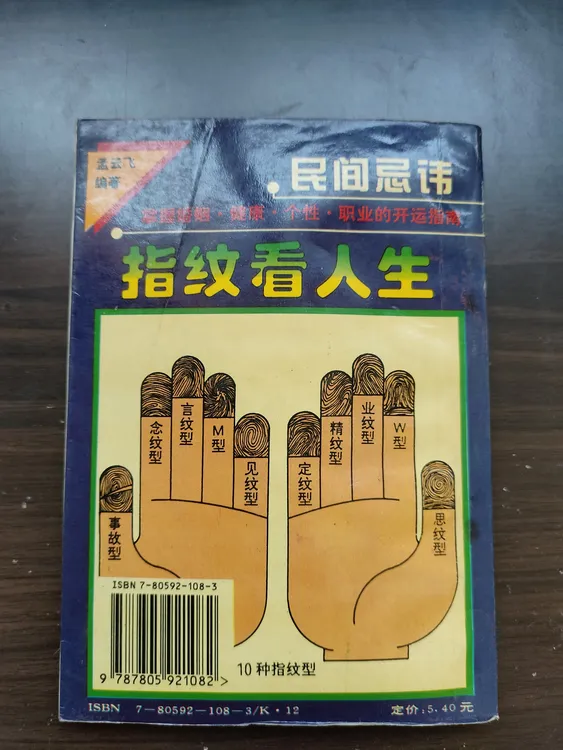 孟云飞
编著
民间忌讳
掌握婚姻·健康·个性·职业的开运指南
指纹看人生
念纹型
言纹型
M型
见纹型
定纹型
精纹型
业纹型
W型
事故型
思纹型
ISBN 7-80592-108-3
9 787805 921082 >
10种指纹型
ISBN 7-80592-108-3/K·12
定价:5.40元